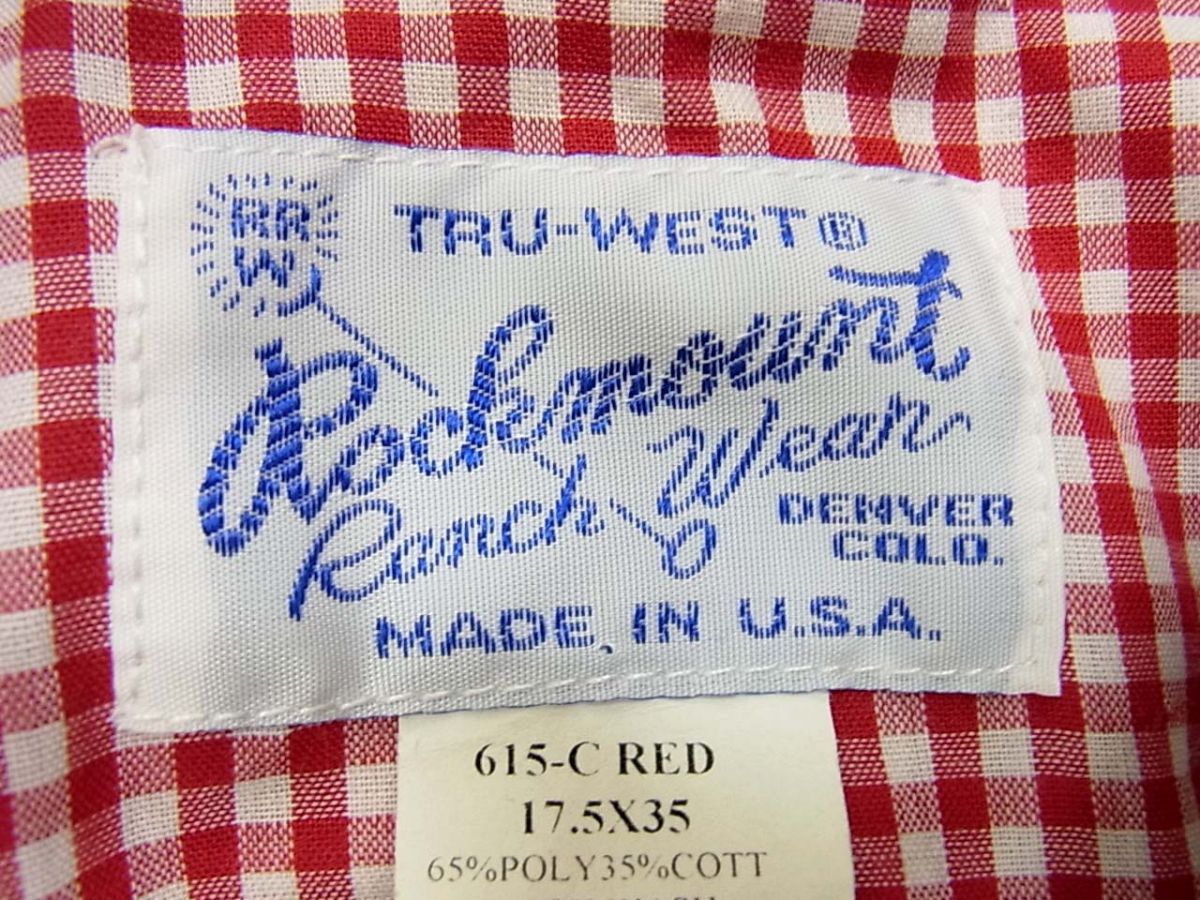 RR
W
TRU-WEST®
Rockmount
Ranch Wear
DENVER
COLO.
MADE IN U.S.A.
615-C RED
17.5X35
65%POLY35%COTT